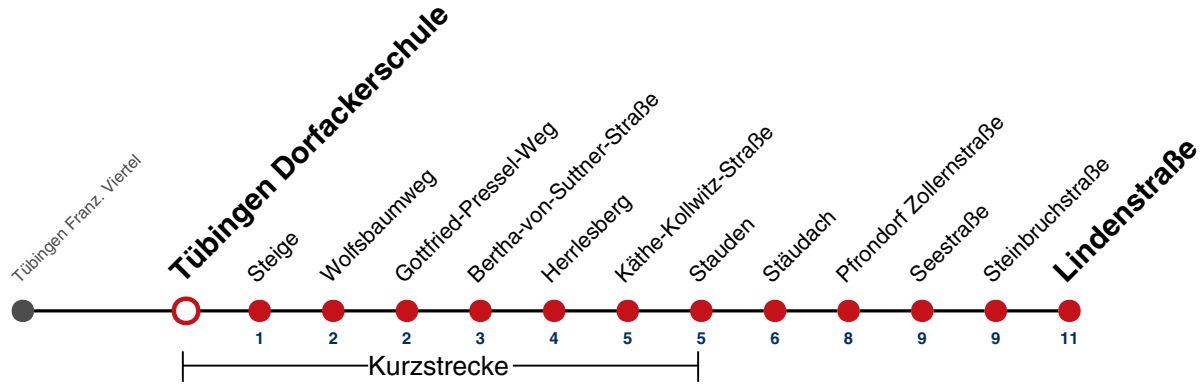 Tübingen Franz. Viertel
Tübingen Dorfackerschule
Steige
Wolfsbaumweg
Gottfried-Pressel-Weg
Bertha-von-Suttner-Straße
Herrlesberg
Käthe-Kollwitz-Straße
Stauden
Stäudach
Pfrondorf Zollernstraße
Seestraße
Steinbruchstraße
Lindenstraße
1 2 2 3 4 5 5 6 8 9 9 11
Kurzstrecke